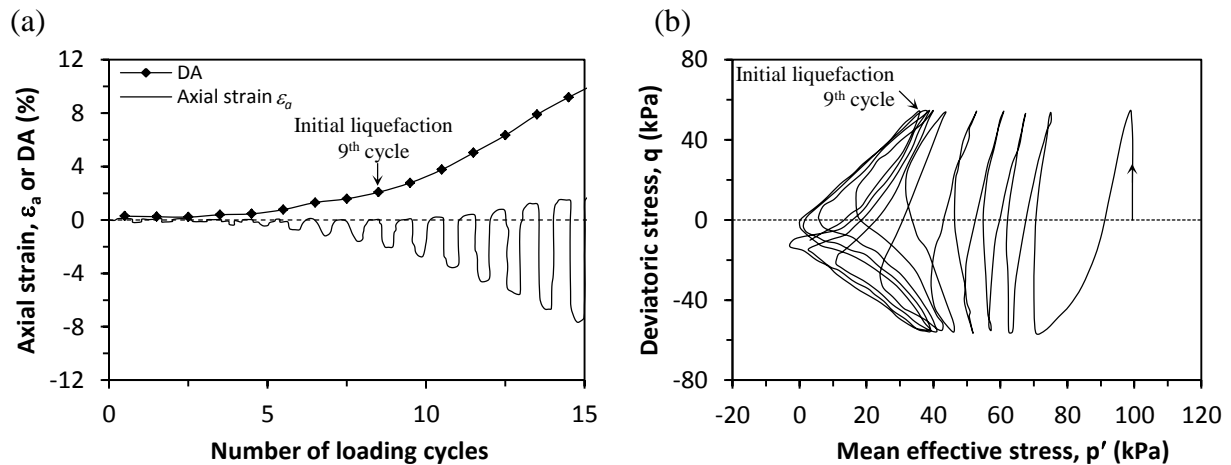 (a)
12
8
4
0
-4
-8
-12
Axial strain, εa or DA (%)
DA
Axial strain εa
Initial liquefaction
9th cycle
0
5
10
15
Number of loading cycles
(b)
80
40
0
-40
-80
Deviatoric stress, q (kPa)
Initial liquefaction
9th cycle
-20
0
20
40
60
80
100
120
Mean effective stress, p’ (kPa)